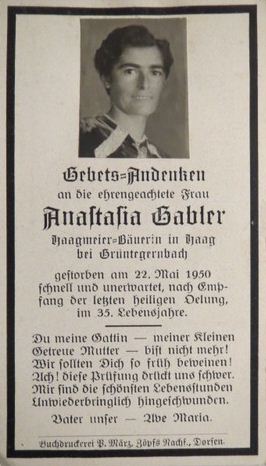 Gebets=Andenken
an die ehrengeachtete Frau
Anastasia Gabler
Haagmeier=Bäuerin in Haag
bei Grüntegernbach
gestorben am 22. Mai 1950
schnell und unerwartet, nach Emp=
fang der letzten heiligen Oelung,
im 35. Lebensjahre.
Du meine Gattin — meiner Kleinen
Getreue Mutter — bist nicht mehr!
Wir sollten Dich so früh beweinen!
Ach! diese Prüfung drückt uns schwer.
Mit sind die schönsten Lebensstunden
Unwiederbringlich hingeschwunden.
Vater unser — Ave Maria.
Buchdruckerei P. März, Zöpfs Nachf., Dorfen.